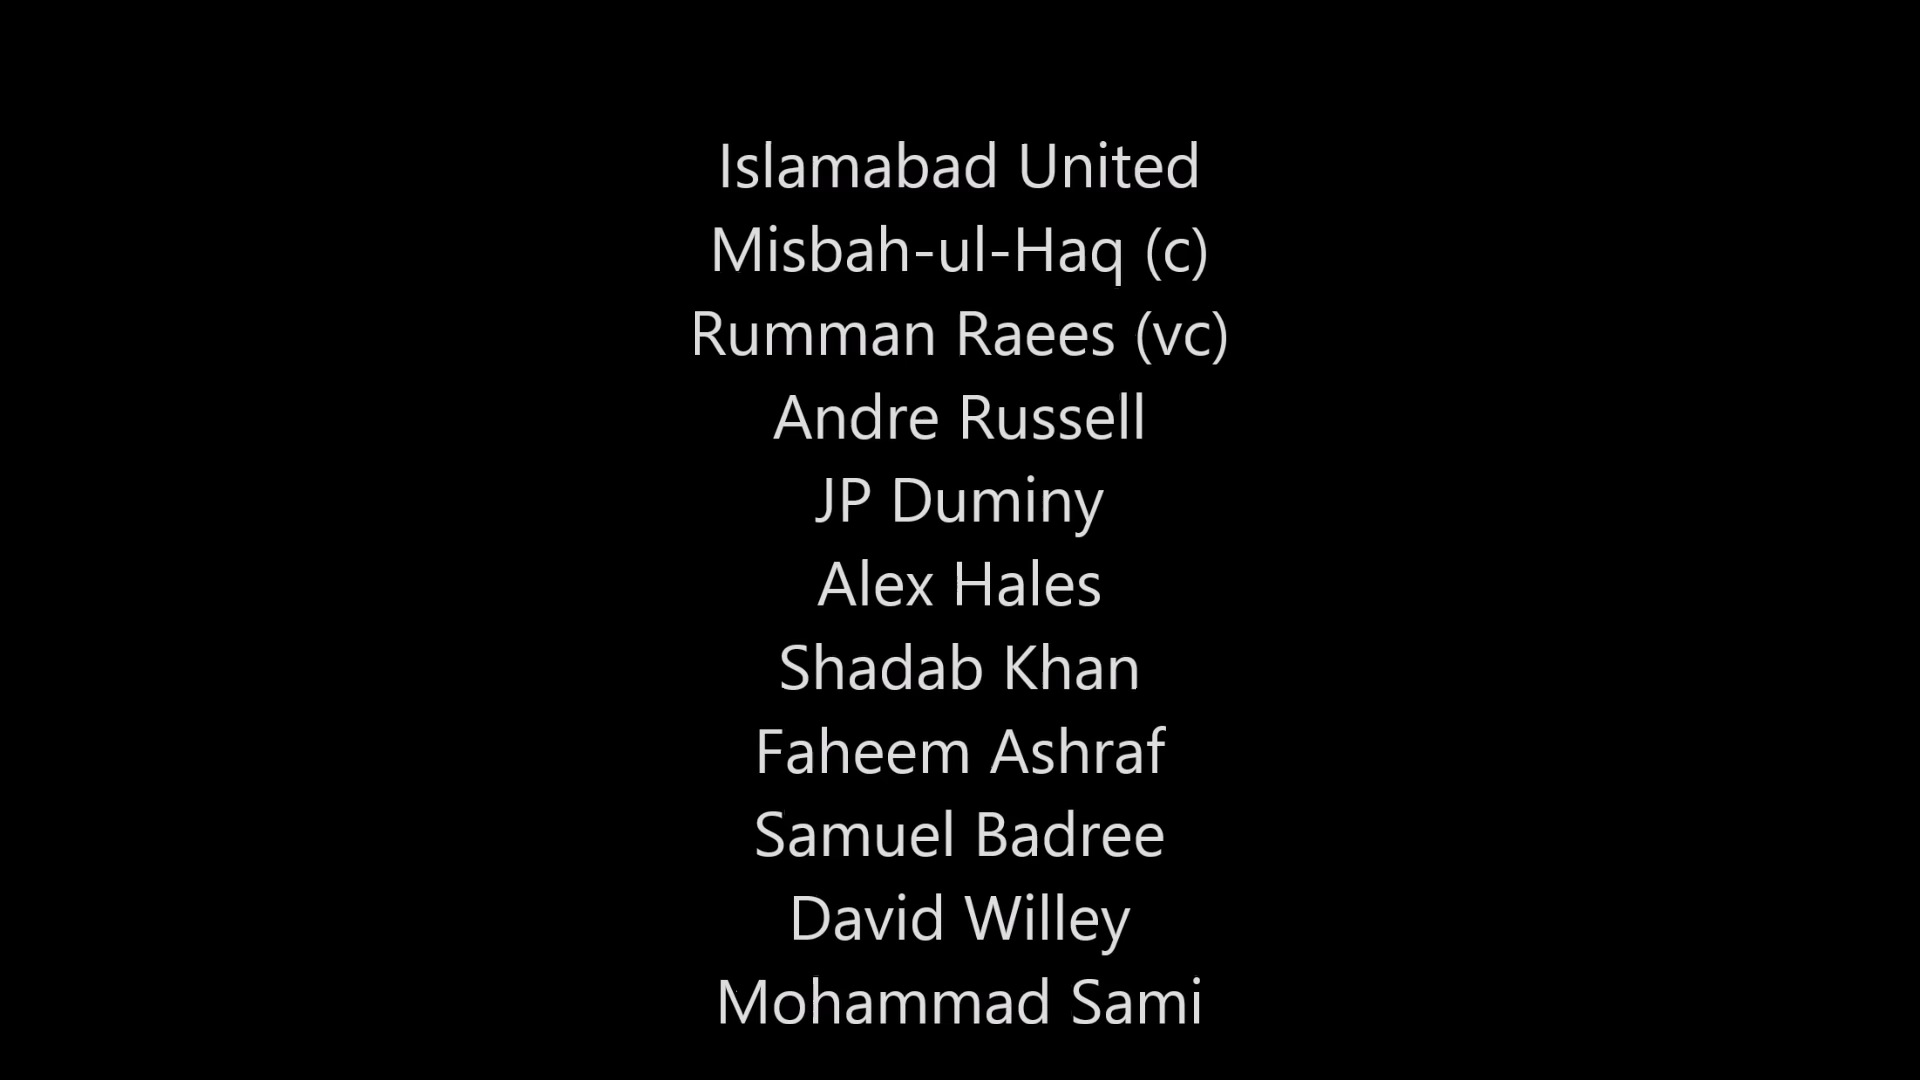 Islamabad United
Misbah-ul-Haq (c)
Rumman Raees (vc)
Andre Russell
JP Duminy
Alex Hales
Shadab Khan
Faheem Ashraf
Samuel Badree
David Willey
Mohammad Sami